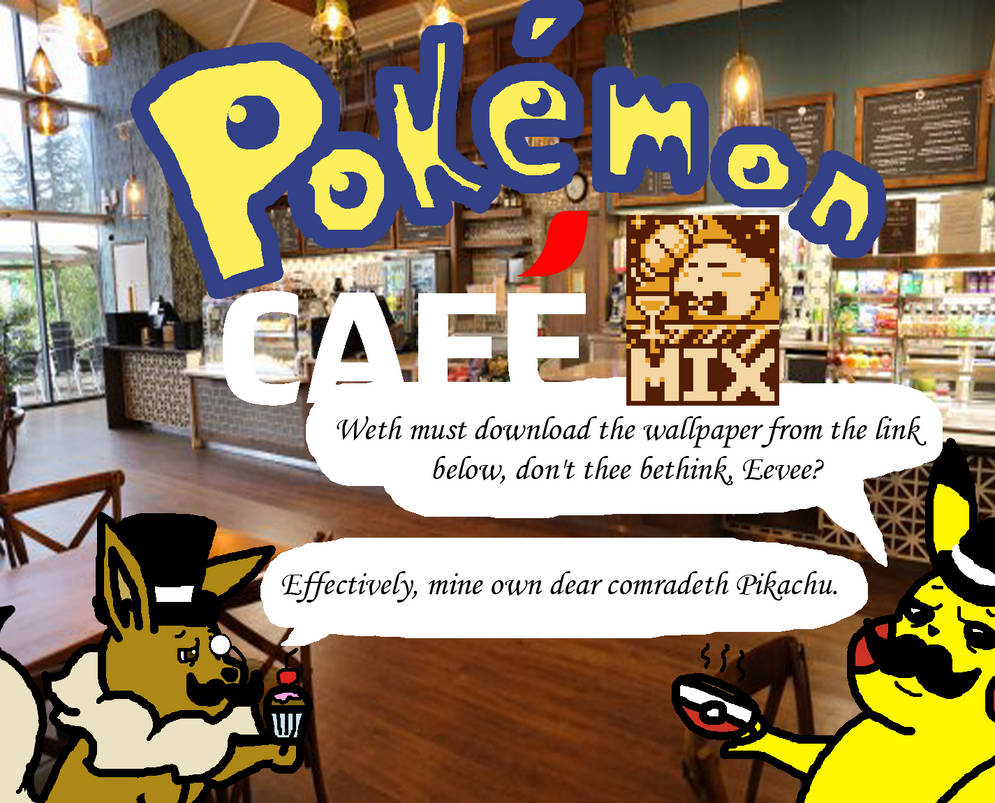 Pokémon
CAFÉ
MIX
Weth must download the wallpaper from the link
below, don't thee bethink, Eevee?
Effectively, mine own dear comradeth Pikachu.